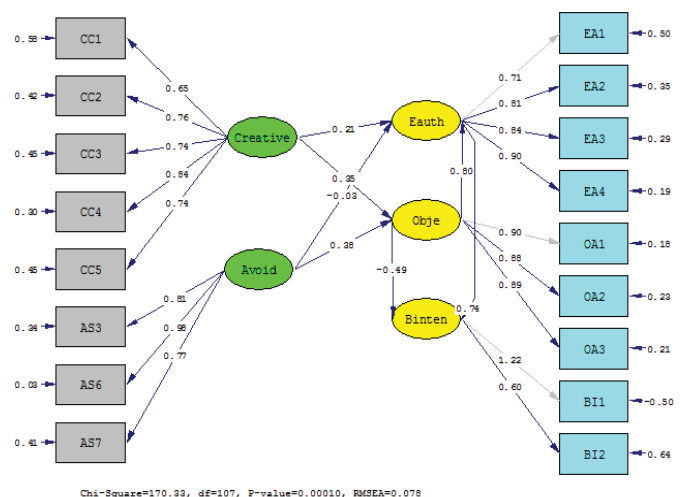 0.58 CC1
EA1 0.50
0.42 CC2
EA2 0.35
0.45 CC3
EA3 0.29
0.30 CC4
EA4 0.19
0.45 CC5
OA1 0.18
0.34 AS3
OA2 0.23
0.03 AS6
OA3 0.21
0.41 AS7
BI1 -0.50
BI2 0.64
Creative
Avoid
Eauth
Obje
Binten
0.65
0.76
0.74
0.84
0.74
0.81
0.98
0.77
0.21
0.35
-0.03
0.38
0.80
-0.49
0.74
0.71
0.81
0.84
0.90
0.90
0.88
0.89
1.22
0.60
Chi-Square=170.33, df=107, P-value=0.00010, RMSEA=0.078